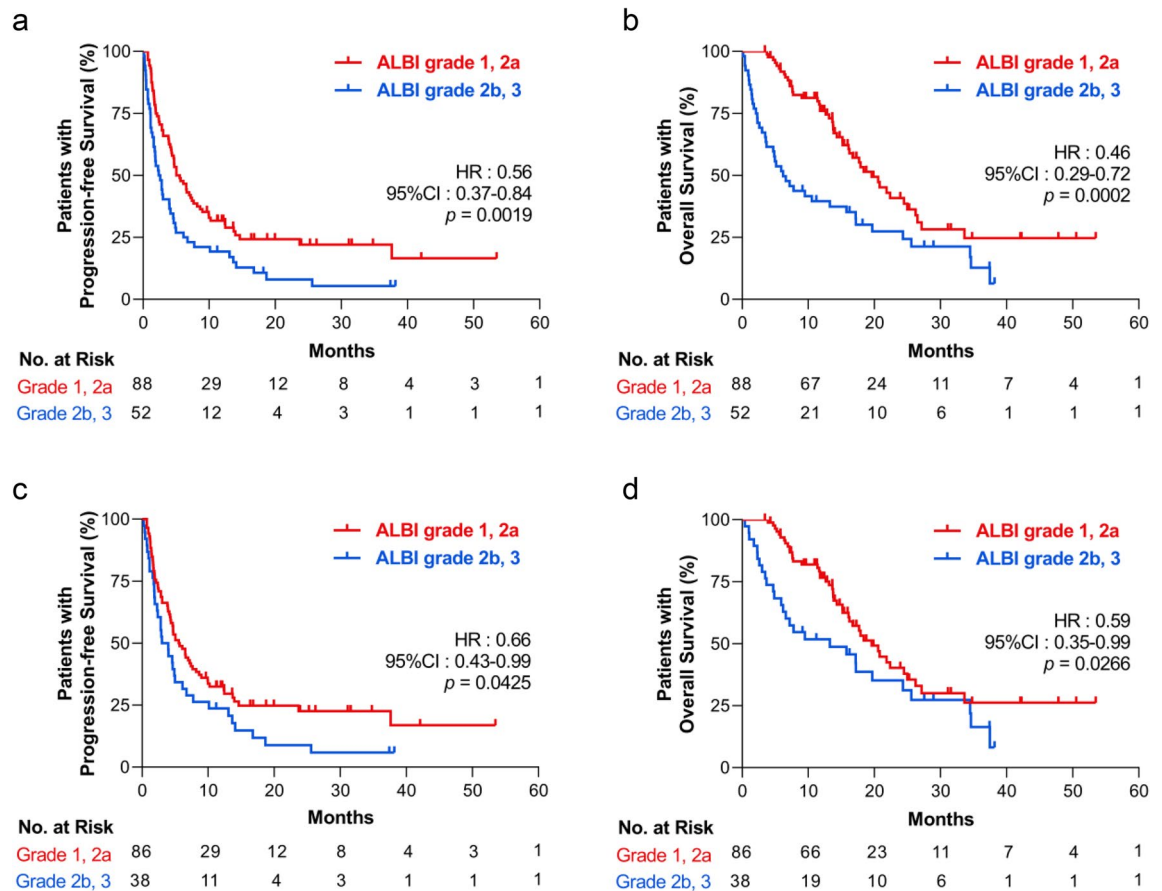 a
Patients with
Progression-free Survival (%)
100
75
50
25
0
ALBI grade 1, 2a
ALBI grade 2b, 3
HR : 0.56
95%CI : 0.37-0.84
p = 0.0019
0 10 20 30 40 50 60
Months
No. at Risk
Grade 1, 2a 88 29 12 8 4 3 1
Grade 2b, 3 52 12 4 3 1 1 1
b
Patients with
Overall Survival (%)
100
75
50
25
0
ALBI grade 1, 2a
ALBI grade 2b, 3
HR : 0.46
95%CI : 0.29-0.72
p = 0.0002
0 10 20 30 40 50 60
Months
No. at Risk
Grade 1, 2a 88 67 24 11 7 4 1
Grade 2b, 3 52 21 10 6 1 1 1
c
Patients with
Progression-free Survival (%)
100
75
50
25
0
ALBI grade 1, 2a
ALBI grade 2b, 3
HR : 0.66
95%CI : 0.43-0.99
p = 0.0425
0 10 20 30 40 50 60
Months
No. at Risk
Grade 1, 2a 86 29 12 8 4 3 1
Grade 2b, 3 38 11 4 3 1 1 1
d
Patients with
Overall Survival (%)
100
75
50
25
0
ALBI grade 1, 2a
ALBI grade 2b, 3
HR : 0.59
95%CI : 0.35-0.99
p = 0.0266
0 10 20 30 40 50 60
Months
No. at Risk
Grade 1, 2a 86 66 23 11 7 4 1
Grade 2b, 3 38 19 10 6 1 1 1